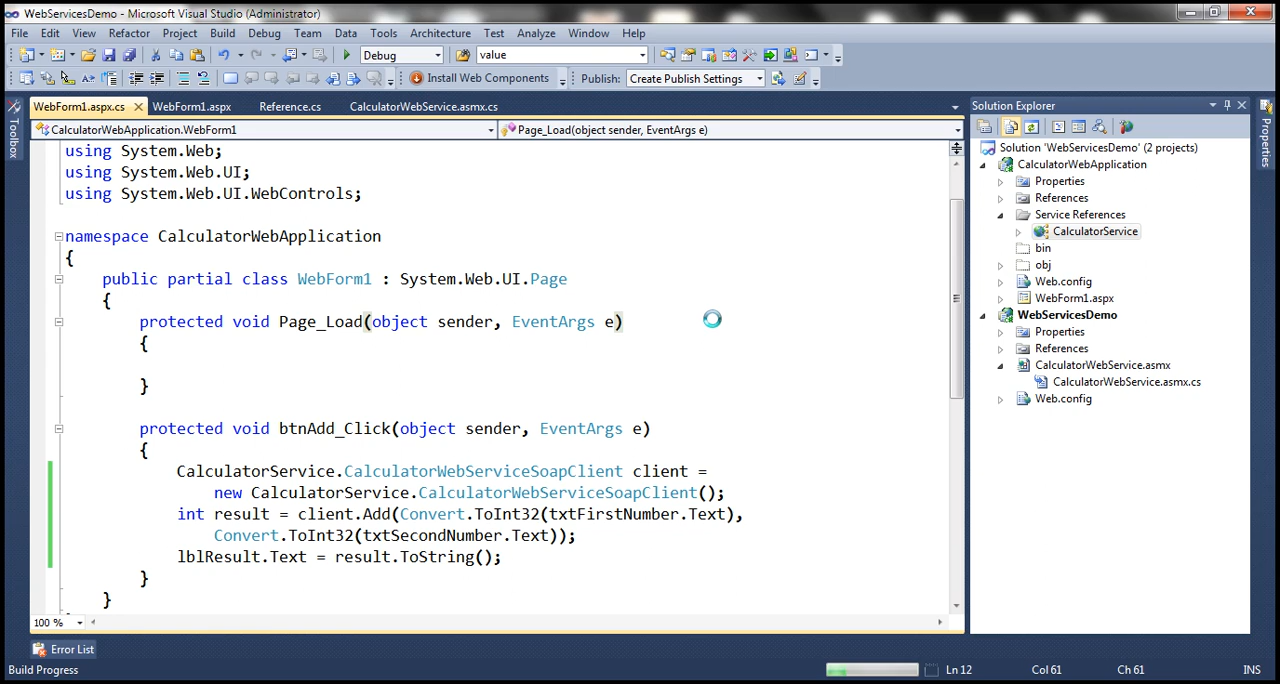 WebServicesDemo - Microsoft Visual Studio (Administrator)
File Edit View Refactor Project Build Debug Team Data Tools Architecture Test Analyze Window Help
Debug value
Install Web Components Publish: Create Publish Settings
WebForm1.aspx.cs WebForm1.aspx Reference.cs CalculatorWebService.asmx.cs
CalculatorWebApplication.WebForm1 Page_Load(object sender, EventArgs e)
Toolbox
using System.Web;
using System.Web.UI;
using System.Web.UI.WebControls;
namespace CalculatorWebApplication
{
public partial class WebForm1 : System.Web.UI.Page
{
protected void Page_Load(object sender, EventArgs e)
{
}
protected void btnAdd_Click(object sender, EventArgs e)
{
CalculatorService.CalculatorWebServiceSoapClient client =
new CalculatorService.CalculatorWebServiceSoapClient();
int result = client.Add(Convert.ToInt32(txtFirstNumber.Text),
Convert.ToInt32(txtSecondNumber.Text));
lblResult.Text = result.ToString();
}
}
100 %
Solution Explorer
Solution 'WebServicesDemo' (2 projects)
CalculatorWebApplication
Properties
References
Service References
CalculatorService
bin
obj
Web.config
WebForm1.aspx
WebServicesDemo
Properties
References
CalculatorWebService.asmx
CalculatorWebService.asmx.cs
Web.config
Properties
Error List
Build Progress Ln 12 Col 61 Ch 61 INS